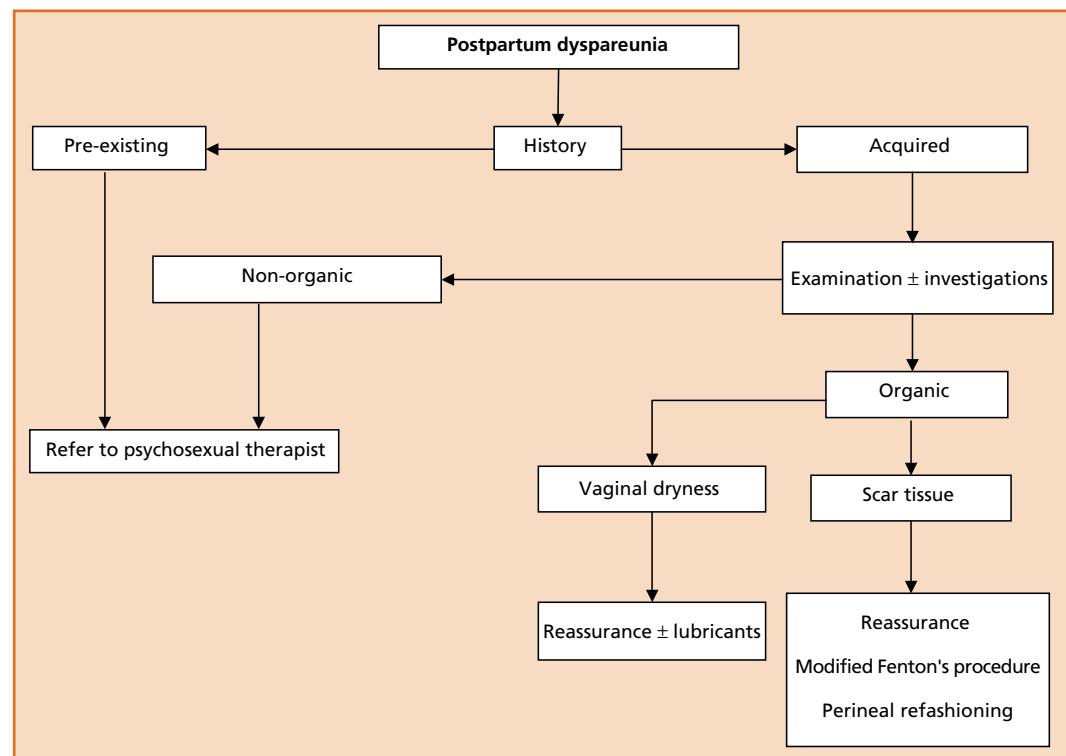 Postpartum dyspareunia
Pre-existing
History
Acquired
Non-organic
Examination ± investigations
Organic
Refer to psychosexual therapist
Vaginal dryness
Scar tissue
Reassurance ± lubricants
Reassurance
Modified Fenton's procedure
Perineal refashioning